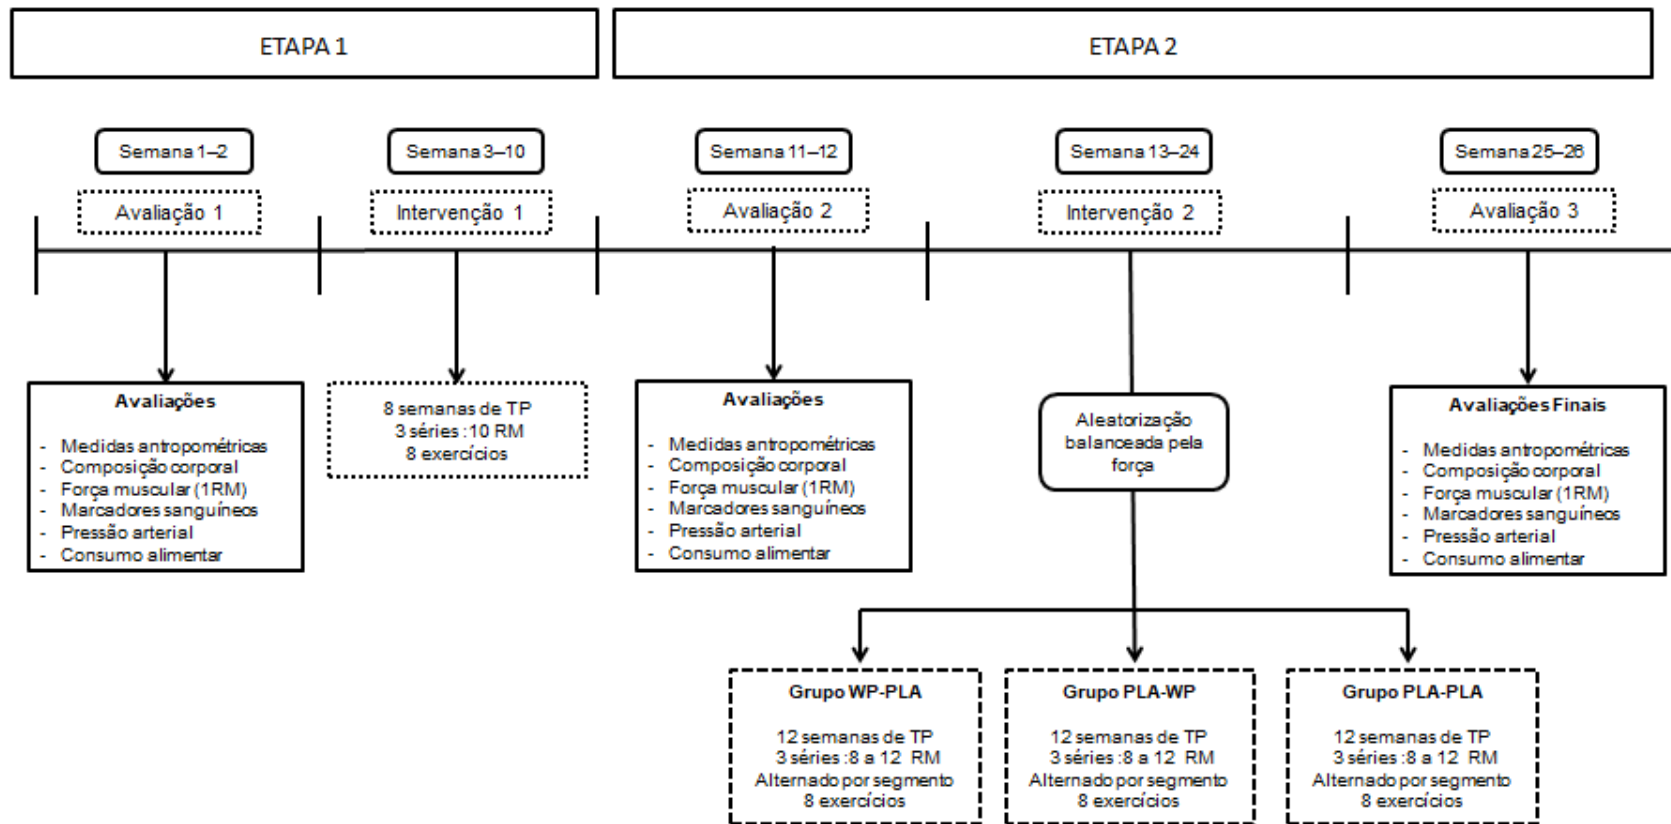 ETAPA 1
ETAPA 2
Semana 1–2
Semana 3–10
Semana 11–12
Semana 13–24
Semana 25–26
Avaliação 1
Intervenção 1
Avaliação 2
Intervenção 2
Avaliação 3
Avaliações
- Medidas antropométricas
- Composição corporal
- Força muscular (1RM)
- Marcadores sanguíneos
- Pressão arterial
- Consumo alimentar
8 semanas de TP
3 séries :10 RM
8 exercícios
Avaliações
- Medidas antropométricas
- Composição corporal
- Força muscular (1RM)
- Marcadores sanguíneos
- Pressão arterial
- Consumo alimentar
Aleatorização
balanceada pela
força
Avaliações Finais
- Medidas antropométricas
- Composição corporal
- Força muscular (1RM)
- Marcadores sanguíneos
- Pressão arterial
- Consumo alimentar
Grupo WP-PLA
12 semanas de TP
3 séries :8 a 12 RM
Alternado por segmento
8 exercícios
Grupo PLA-WP
12 semanas de TP
3 séries :8 a 12 RM
Alternado por segmento
8 exercícios
Grupo PLA-PLA
12 semanas de TP
3 séries :8 a 12 RM
Alternado por segmento
8 exercícios